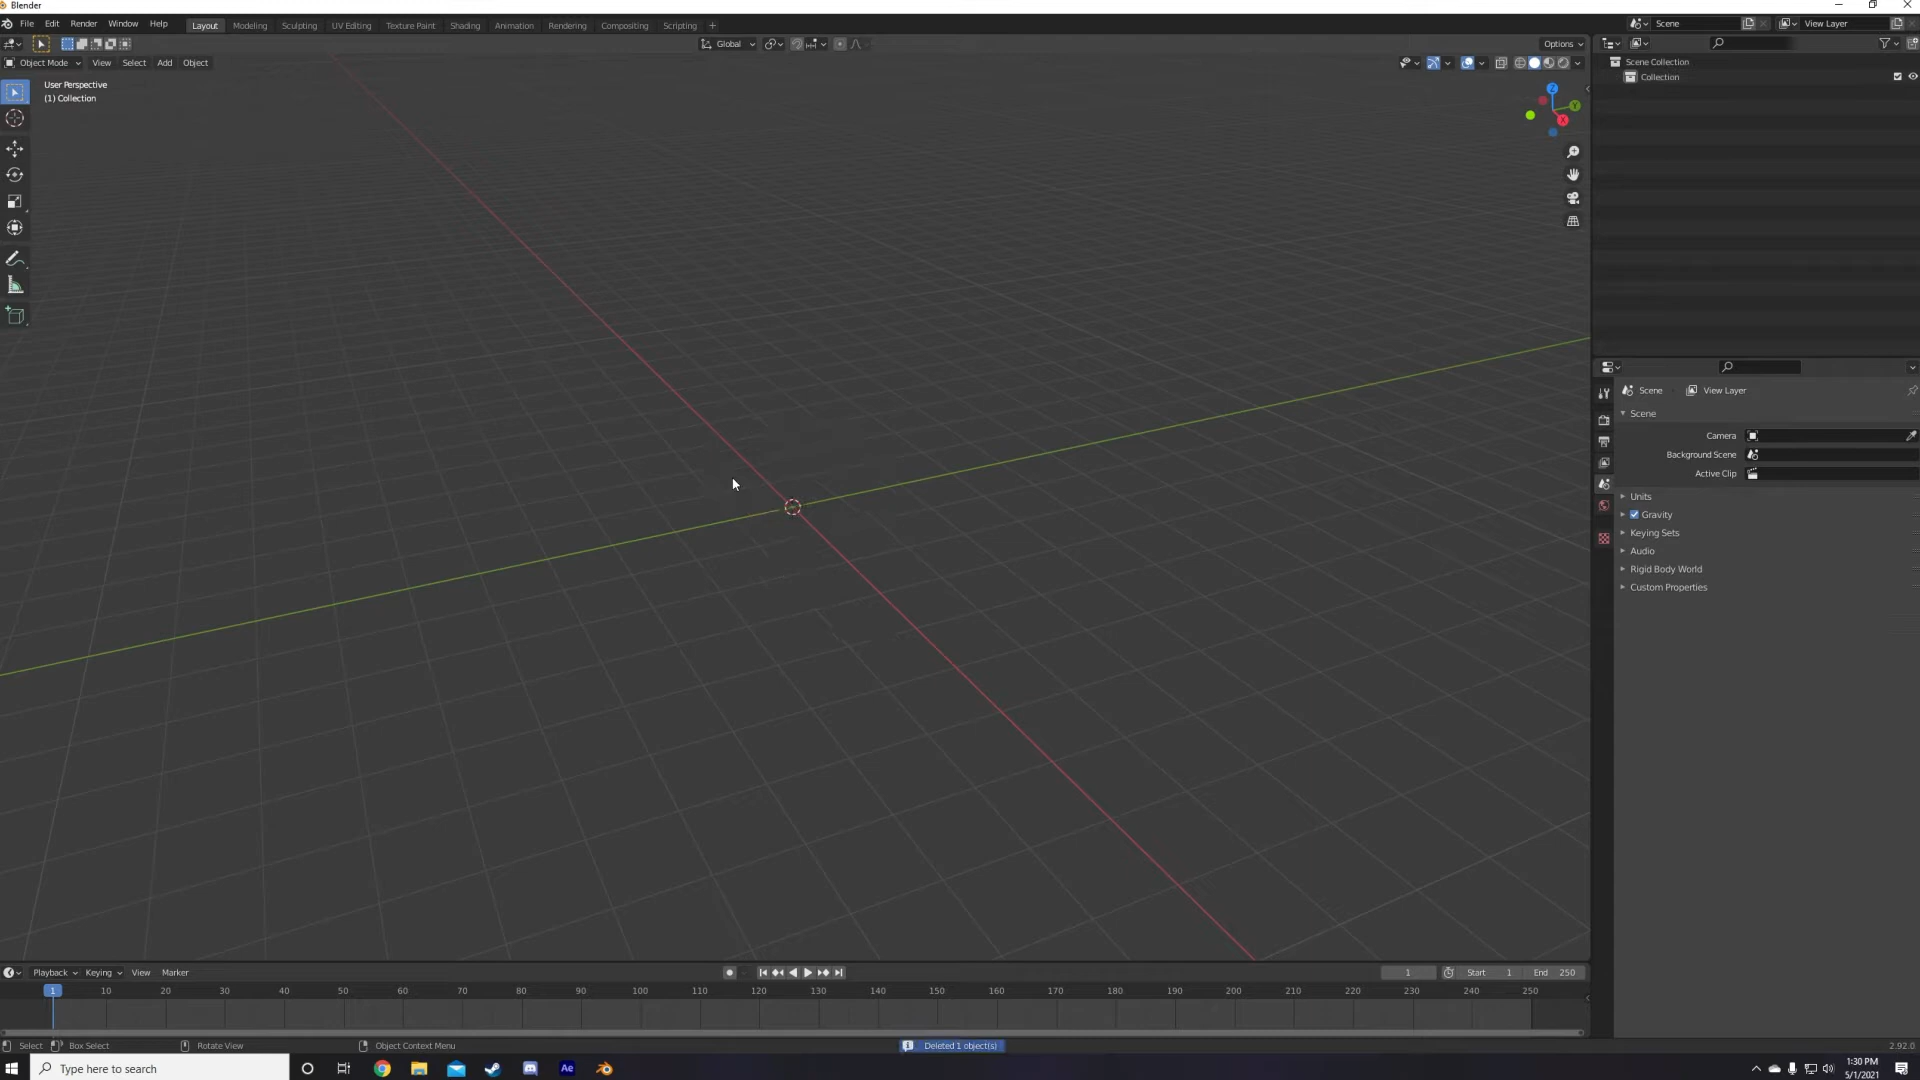 Blender
File Edit Render Window Help
Layout Modeling Sculpting UV Editing Texture Paint Shading Animation Rendering Compositing Scripting +
Scene
View Layer
Global
Options
Object Mode View Select Add Object
User Perspective
(1) Collection
Z
Y
X
Scene Collection
Collection
Scene View Layer
Scene
Camera
Background Scene
Active Clip
Units
Gravity
Keying Sets
Audio
Rigid Body World
Custom Properties
Playback Keying View Marker
1 Start 1 End 250
1 10 20 30 40 50 60 70 80 90 100 110 120 130 140 150 160 170 180 190 200 210 220 230 240 250
Select Box Select Rotate View Object Context Menu Deleted 1 object(s) 2.92.0
Type here to search
Ae
1:30 PM
5/1/2021